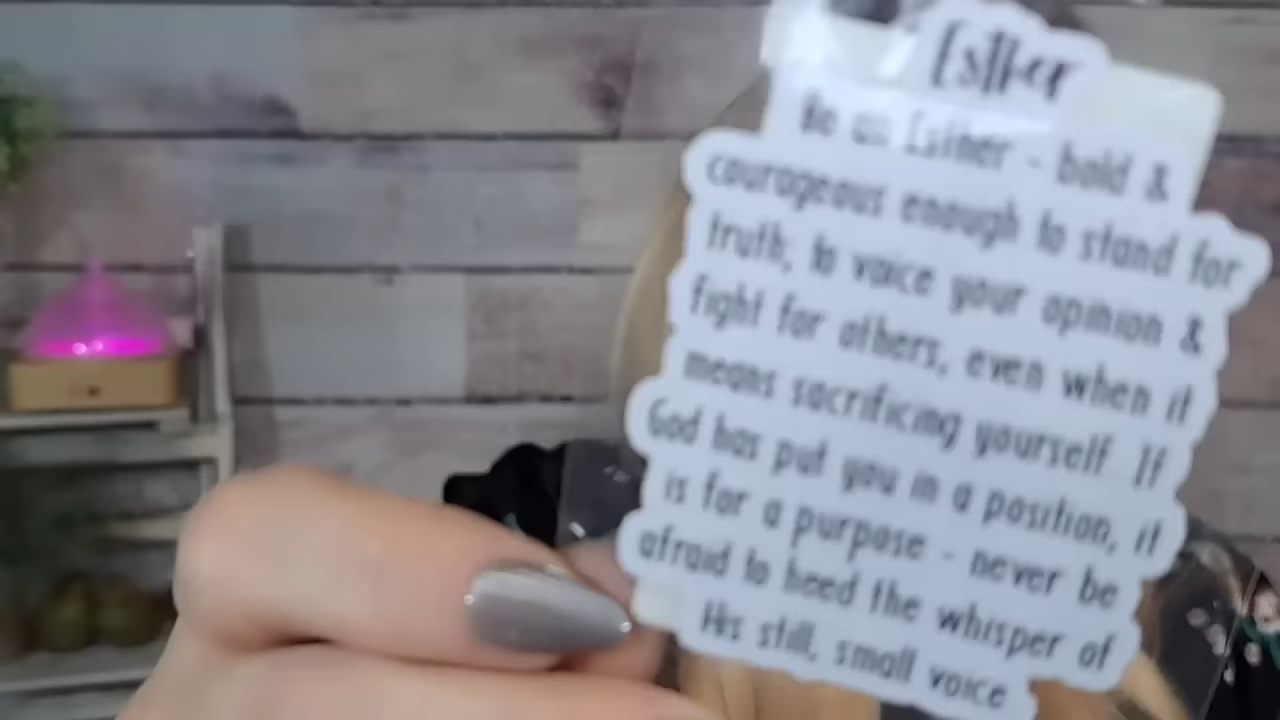 Esther
Be as Esther - bold &
courageous enough to stand for
truth, to voice your opinion &
fight for others, even when it
means sacrificing yourself. If
God has put you in a position, it
is for a purpose - never be
afraid to heed the whisper of
His still, small voice